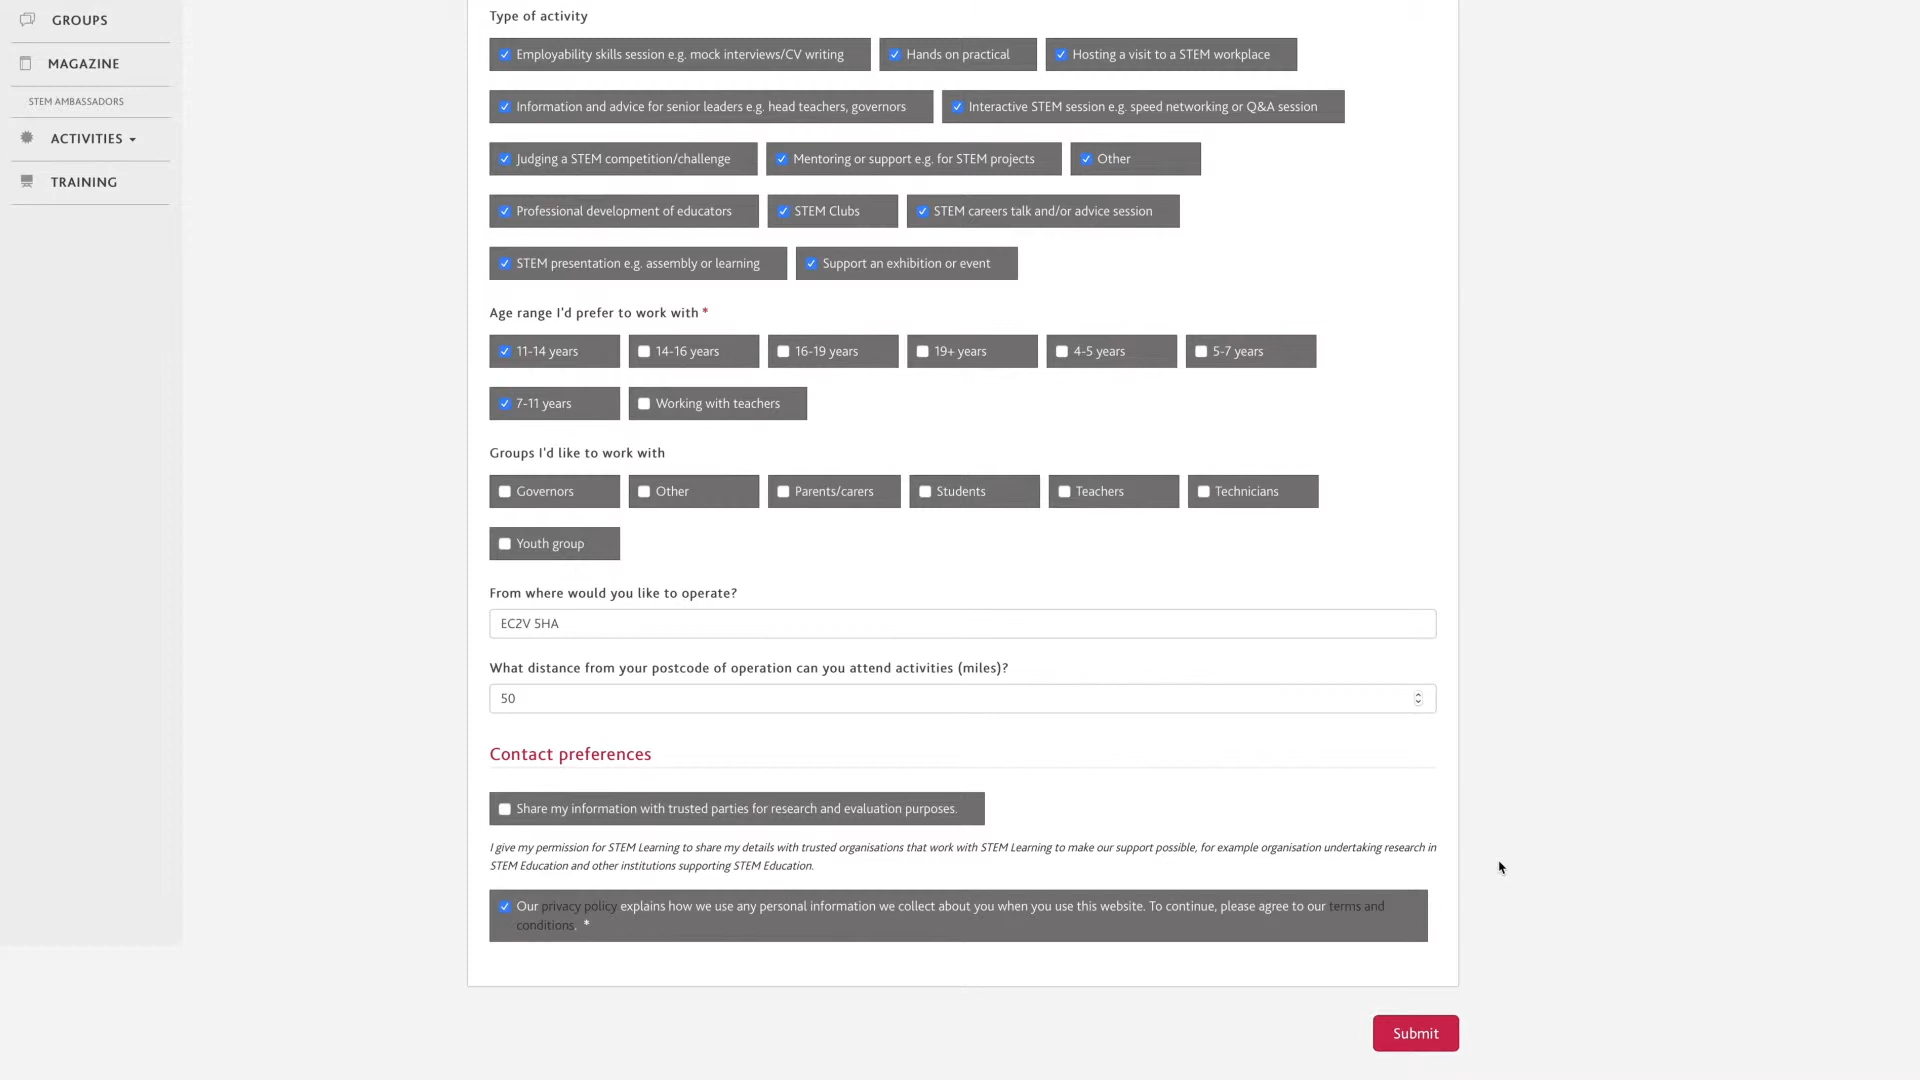 GROUPS
MAGAZINE
STEM AMBASSADORS
ACTIVITIES
TRAINING
Type of activity
Employability skills session e.g. mock interviews/CV writing
Hands on practical
Hosting a visit to a STEM workplace
Information and advice for senior leaders e.g. head teachers, governors
Interactive STEM session e.g. speed networking or Q&A session
Judging a STEM competition/challenge
Mentoring or support e.g. for STEM projects
Other
Professional development of educators
STEM Clubs
STEM careers talk and/or advice session
STEM presentation e.g. assembly or learning
Support an exhibition or event
Age range I'd prefer to work with *
11-14 years
14-16 years
16-19 years
19+ years
4-5 years
5-7 years
7-11 years
Working with teachers
Groups I'd like to work with
Governors
Other
Parents/carers
Students
Teachers
Technicians
Youth group
From where would you like to operate?
EC2V 5HA
What distance from your postcode of operation can you attend activities (miles)?
50
Contact preferences
Share my information with trusted parties for research and evaluation purposes.
I give my permission for STEM Learning to share my details with trusted organisations that work with STEM Learning to make our support possible, for example organisation undertaking research in
STEM Education and other institutions supporting STEM Education.
Our privacy policy explains how we use any personal information we collect about you when you use this website. To continue, please agree to our terms and
conditions. *
Submit